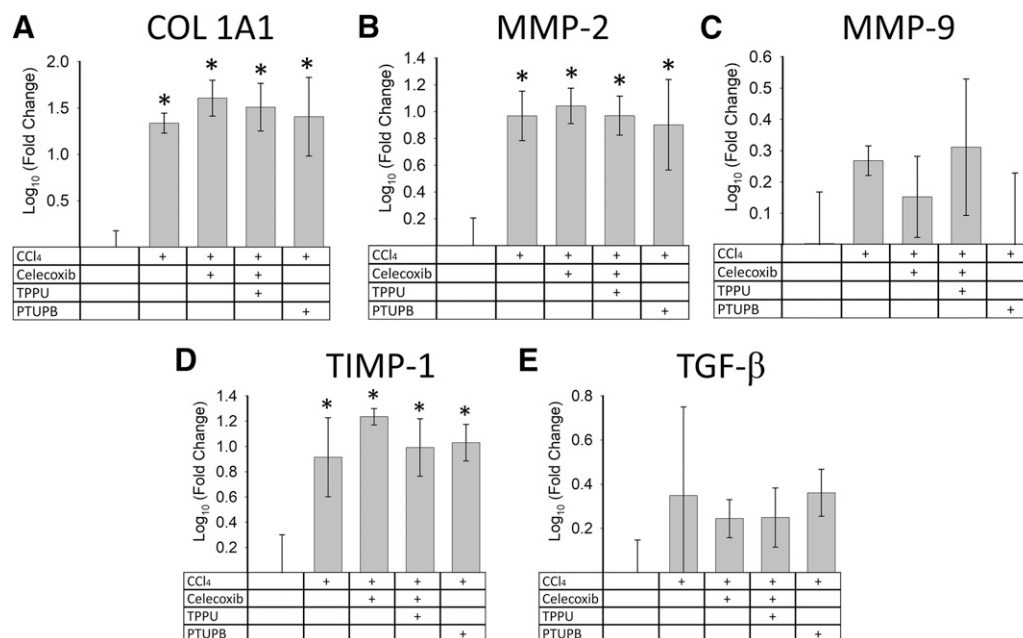 A COL 1A1
Log10 (Fold Change)
2.0
1.5
1.0
0.5
*
*
*
*
CCl4 + + + +
Celecoxib + +
TPPU +
PTUPB +
B MMP-2
Log10 (Fold Change)
1.4
1.2
1.0
0.8
0.6
0.4
0.2
*
*
*
*
CCl4 + + + +
Celecoxib + +
TPPU +
PTUPB +
C MMP-9
Log10 (Fold Change)
0.6
0.5
0.4
0.3
0.2
0.1
CCl4 + + + +
Celecoxib + +
TPPU +
PTUPB +
D TIMP-1
Log10 (Fold Change)
1.4
1.2
1.0
0.8
0.6
0.4
0.2
*
*
*
*
CCl4 + + + +
Celecoxib + +
TPPU +
PTUPB +
E TGF-β
Log10 (Fold Change)
0.8
0.6
0.4
0.2
CCl4 + + + +
Celecoxib + +
TPPU +
PTUPB +